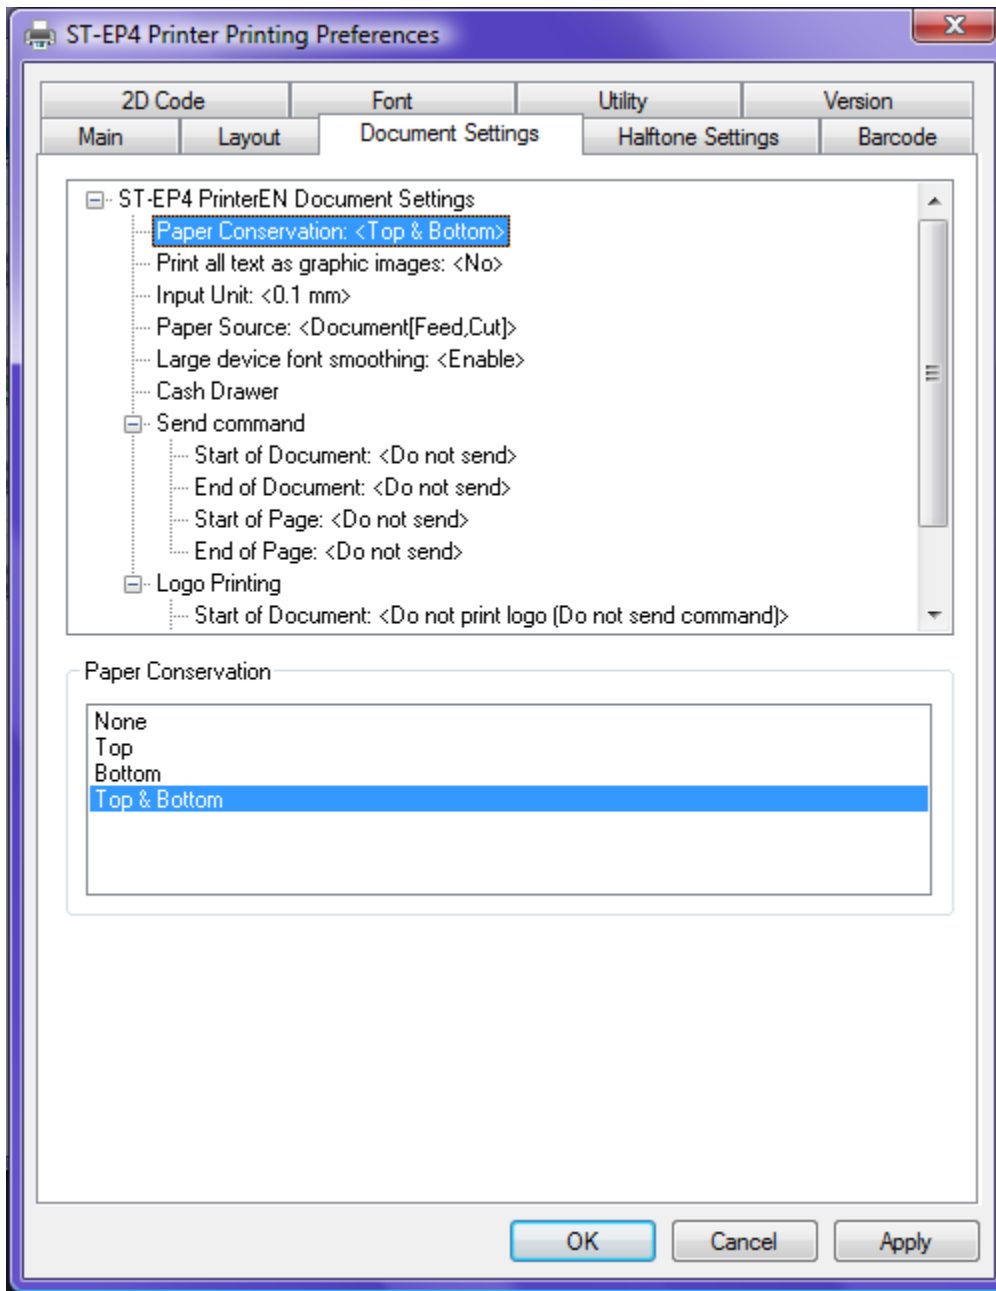 ST-EP4 Printer Printing Preferences
2D Code Font Utility Version
Main Layout Document Settings Halftone Settings Barcode
ST-EP4 PrinterEN Document Settings
Paper Conservation: <Top & Bottom>
Print all text as graphic images: <No>
Input Unit: <0.1 mm>
Paper Source: <Document[Feed,Cut]>
Large device font smoothing: <Enable>
Cash Drawer
Send command
Start of Document: <Do not send>
End of Document: <Do not send>
Start of Page: <Do not send>
End of Page: <Do not send>
Logo Printing
Start of Document: <Do not print logo (Do not send command)>
Paper Conservation
None
Top
Bottom
Top & Bottom
OK Cancel Apply